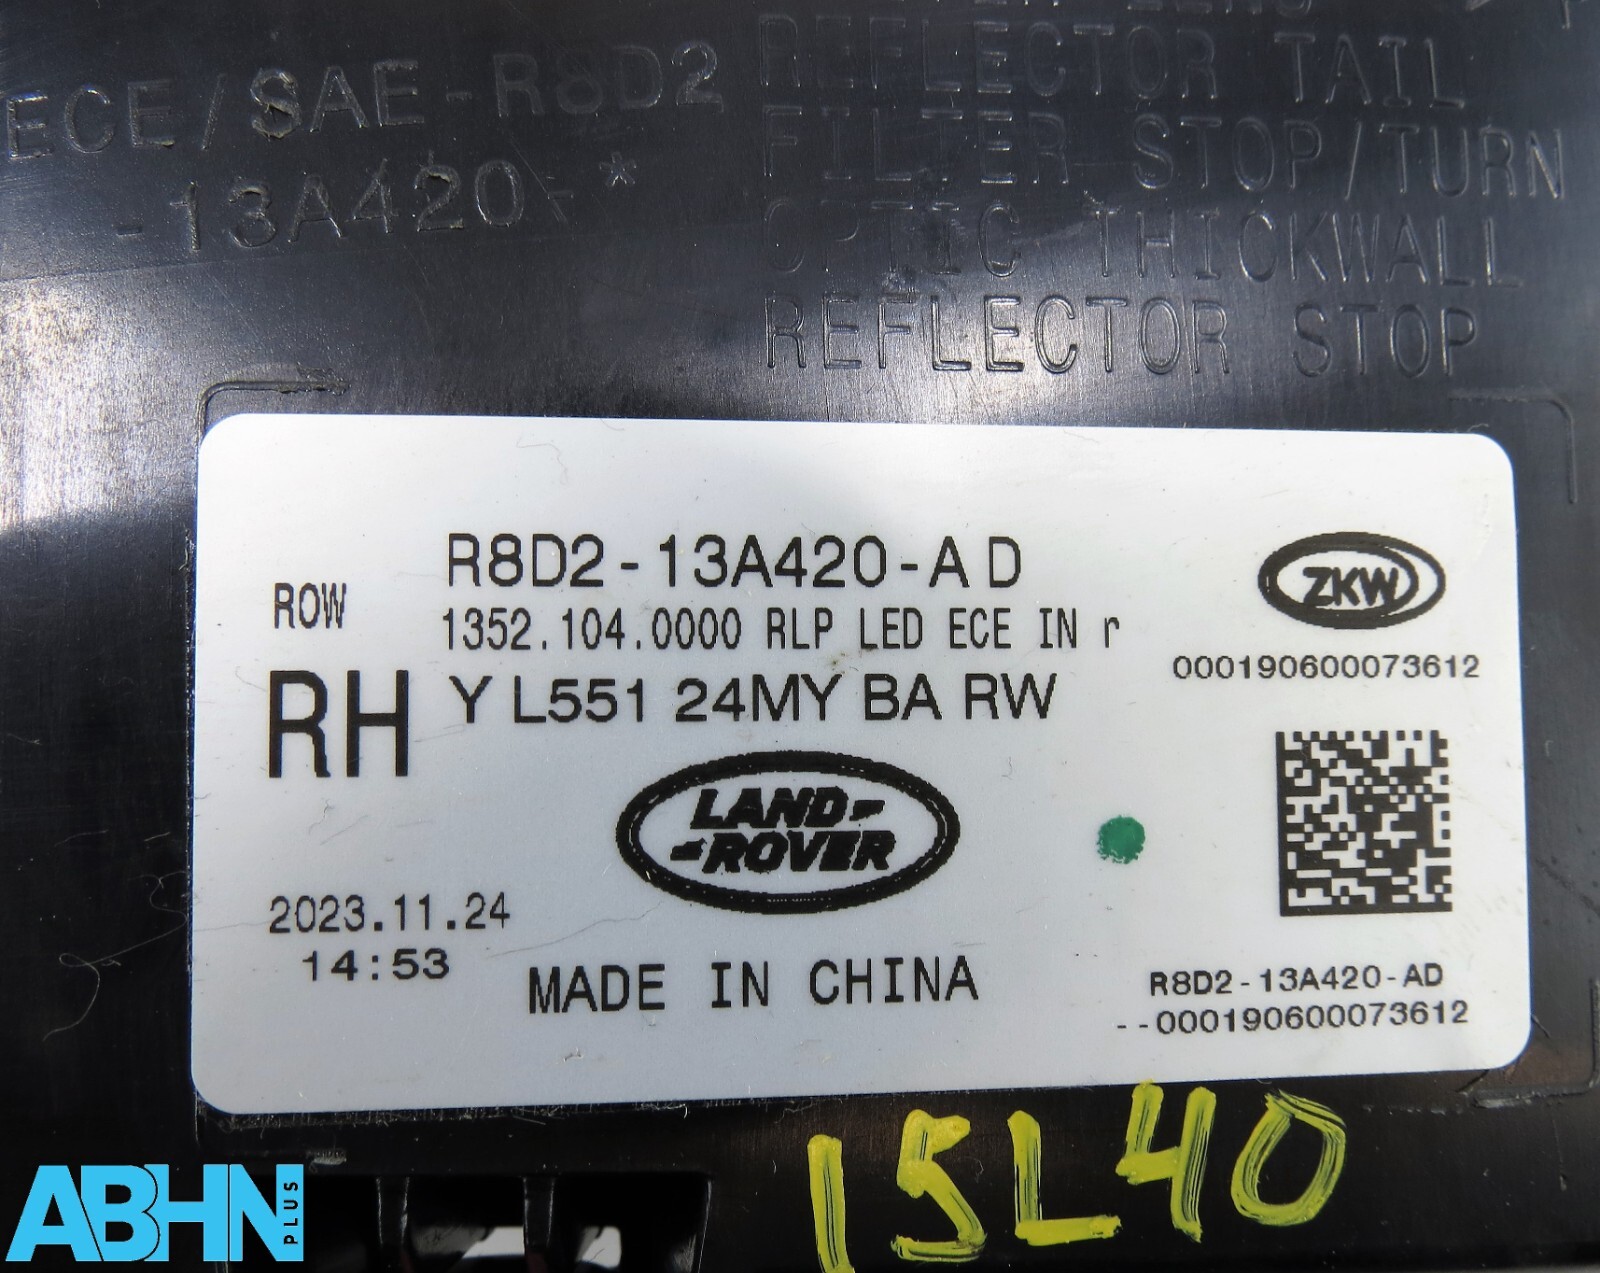 ECE/SAE-R8D2
-13A420-*
REFLECTOR TAIL
FILTER STOP/TURN
OPTIC THICKWALL
REFLECTOR STOP
R8D2-13A420-AD
ROW
1352.104.0000 RLP LED ECE IN r
RH
Y L551 24MY BA RW
ZKW
000190600073612
LAND-
-ROVER
2023.11.24
14:53
MADE IN CHINA
R8D2-13A420-AD
--000190600073612
15L40
ABHN
PLUS